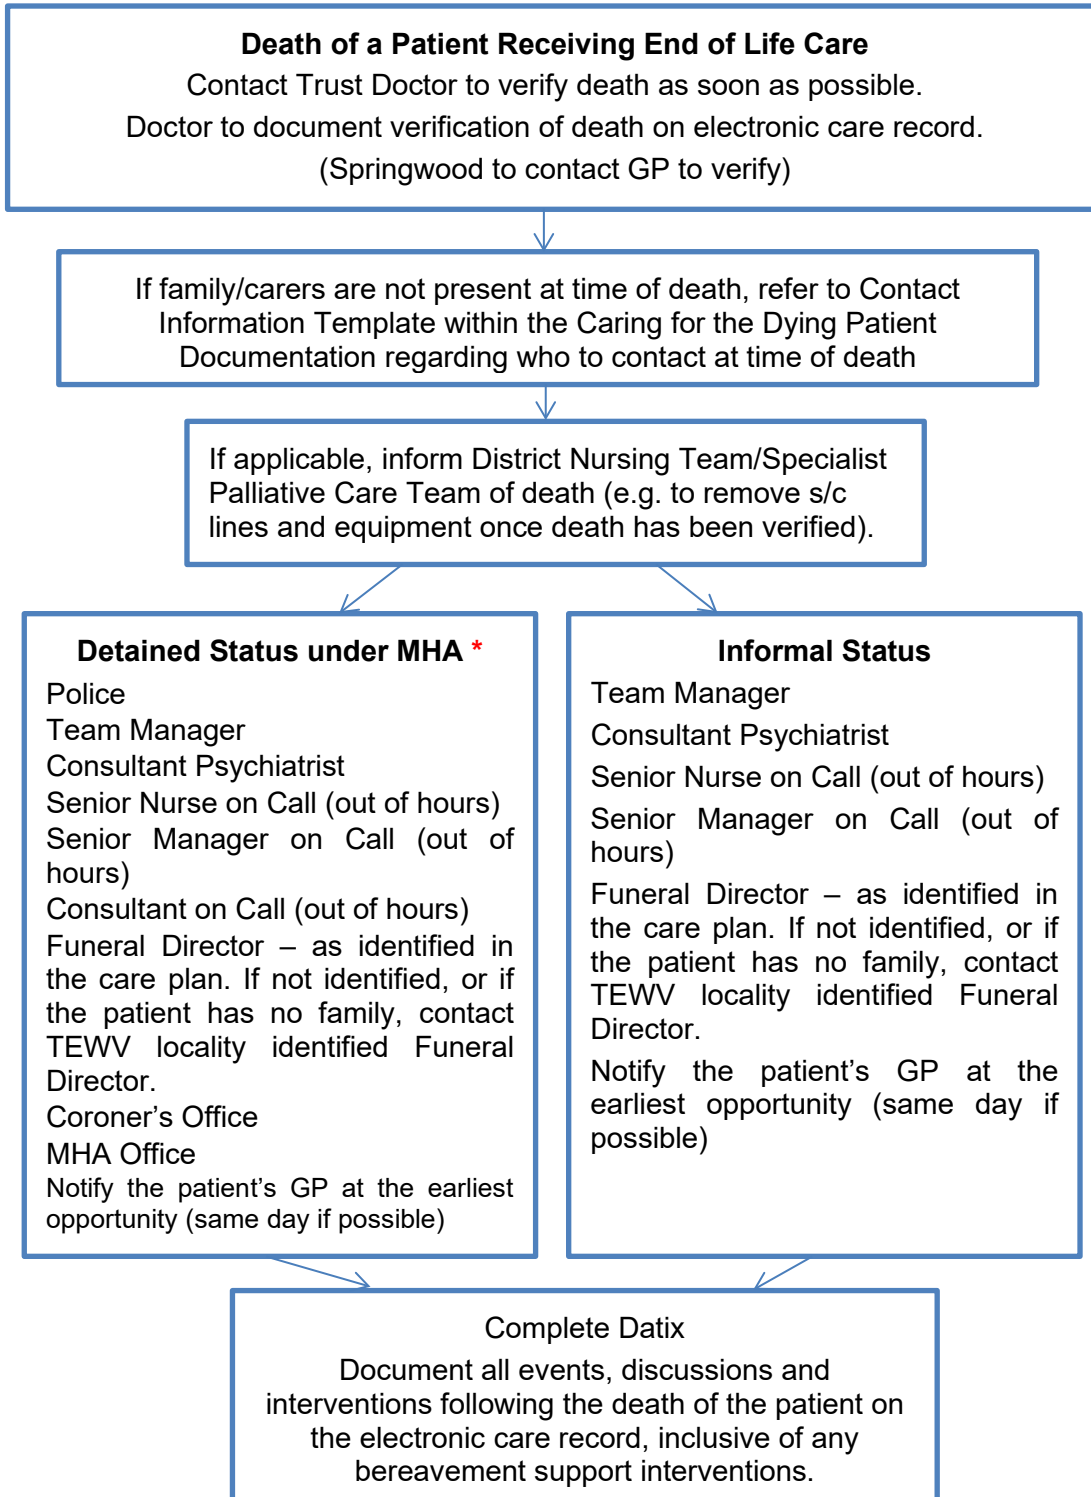 Death of a Patient Receiving End of Life Care
Contact Trust Doctor to verify death as soon as possible.
Doctor to document verification of death on electronic care record.
(Springwood to contact GP to verify)
If family/carers are not present at time of death, refer to Contact
Information Template within the Caring for the Dying Patient
Documentation regarding who to contact at time of death
If applicable, inform District Nursing Team/Specialist
Palliative Care Team of death (e.g. to remove s/c
lines and equipment once death has been verified).
Detained Status under MHA *
Police
Team Manager
Consultant Psychiatrist
Senior Nurse on Call (out of hours)
Senior Manager on Call (out of
hours)
Consultant on Call (out of hours)
Funeral Director – as identified in
the care plan. If not identified, or if
the patient has no family, contact
TEWV locality identified Funeral
Director.
Coroner's Office
MHA Office
Notify the patient's GP at the earliest
opportunity (same day if possible)
Informal Status
Team Manager
Consultant Psychiatrist
Senior Nurse on Call (out of hours)
Senior Manager on Call (out of
hours)
Funeral Director – as identified in
the care plan. If not identified, or if
the patient has no family, contact
TEWV locality identified Funeral
Director.
Notify the patient's GP at the
earliest opportunity (same day if
possible)
Complete Datix
Document all events, discussions and
interventions following the death of the patient on
the electronic care record, inclusive of any
bereavement support interventions.